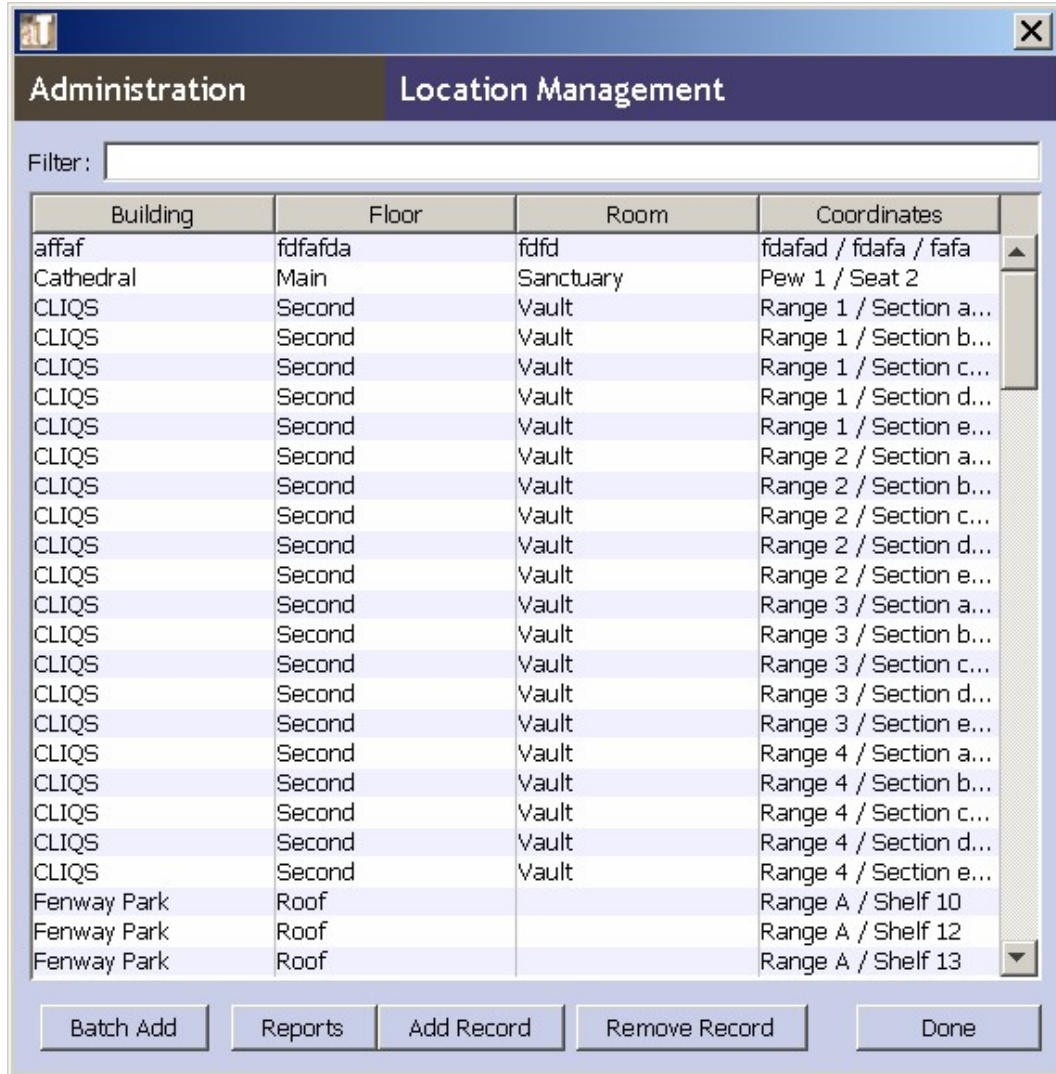 aT
Administration Location Management
Filter:
Building Floor Room Coordinates
affaf fdfafda fdfd fdafad / fdafa / fafa
Cathedral Main Sanctuary Pew 1 / Seat 2
CLIQS Second Vault Range 1 / Section a...
CLIQS Second Vault Range 1 / Section b...
CLIQS Second Vault Range 1 / Section c...
CLIQS Second Vault Range 1 / Section d...
CLIQS Second Vault Range 1 / Section e...
CLIQS Second Vault Range 2 / Section a...
CLIQS Second Vault Range 2 / Section b...
CLIQS Second Vault Range 2 / Section c...
CLIQS Second Vault Range 2 / Section d...
CLIQS Second Vault Range 2 / Section e...
CLIQS Second Vault Range 3 / Section a...
CLIQS Second Vault Range 3 / Section b...
CLIQS Second Vault Range 3 / Section c...
CLIQS Second Vault Range 3 / Section d...
CLIQS Second Vault Range 3 / Section e...
CLIQS Second Vault Range 4 / Section a...
CLIQS Second Vault Range 4 / Section b...
CLIQS Second Vault Range 4 / Section c...
CLIQS Second Vault Range 4 / Section d...
CLIQS Second Vault Range 4 / Section e...
Fenway Park Roof Range A / Shelf 10
Fenway Park Roof Range A / Shelf 12
Fenway Park Roof Range A / Shelf 13
Batch Add Reports Add Record Remove Record Done